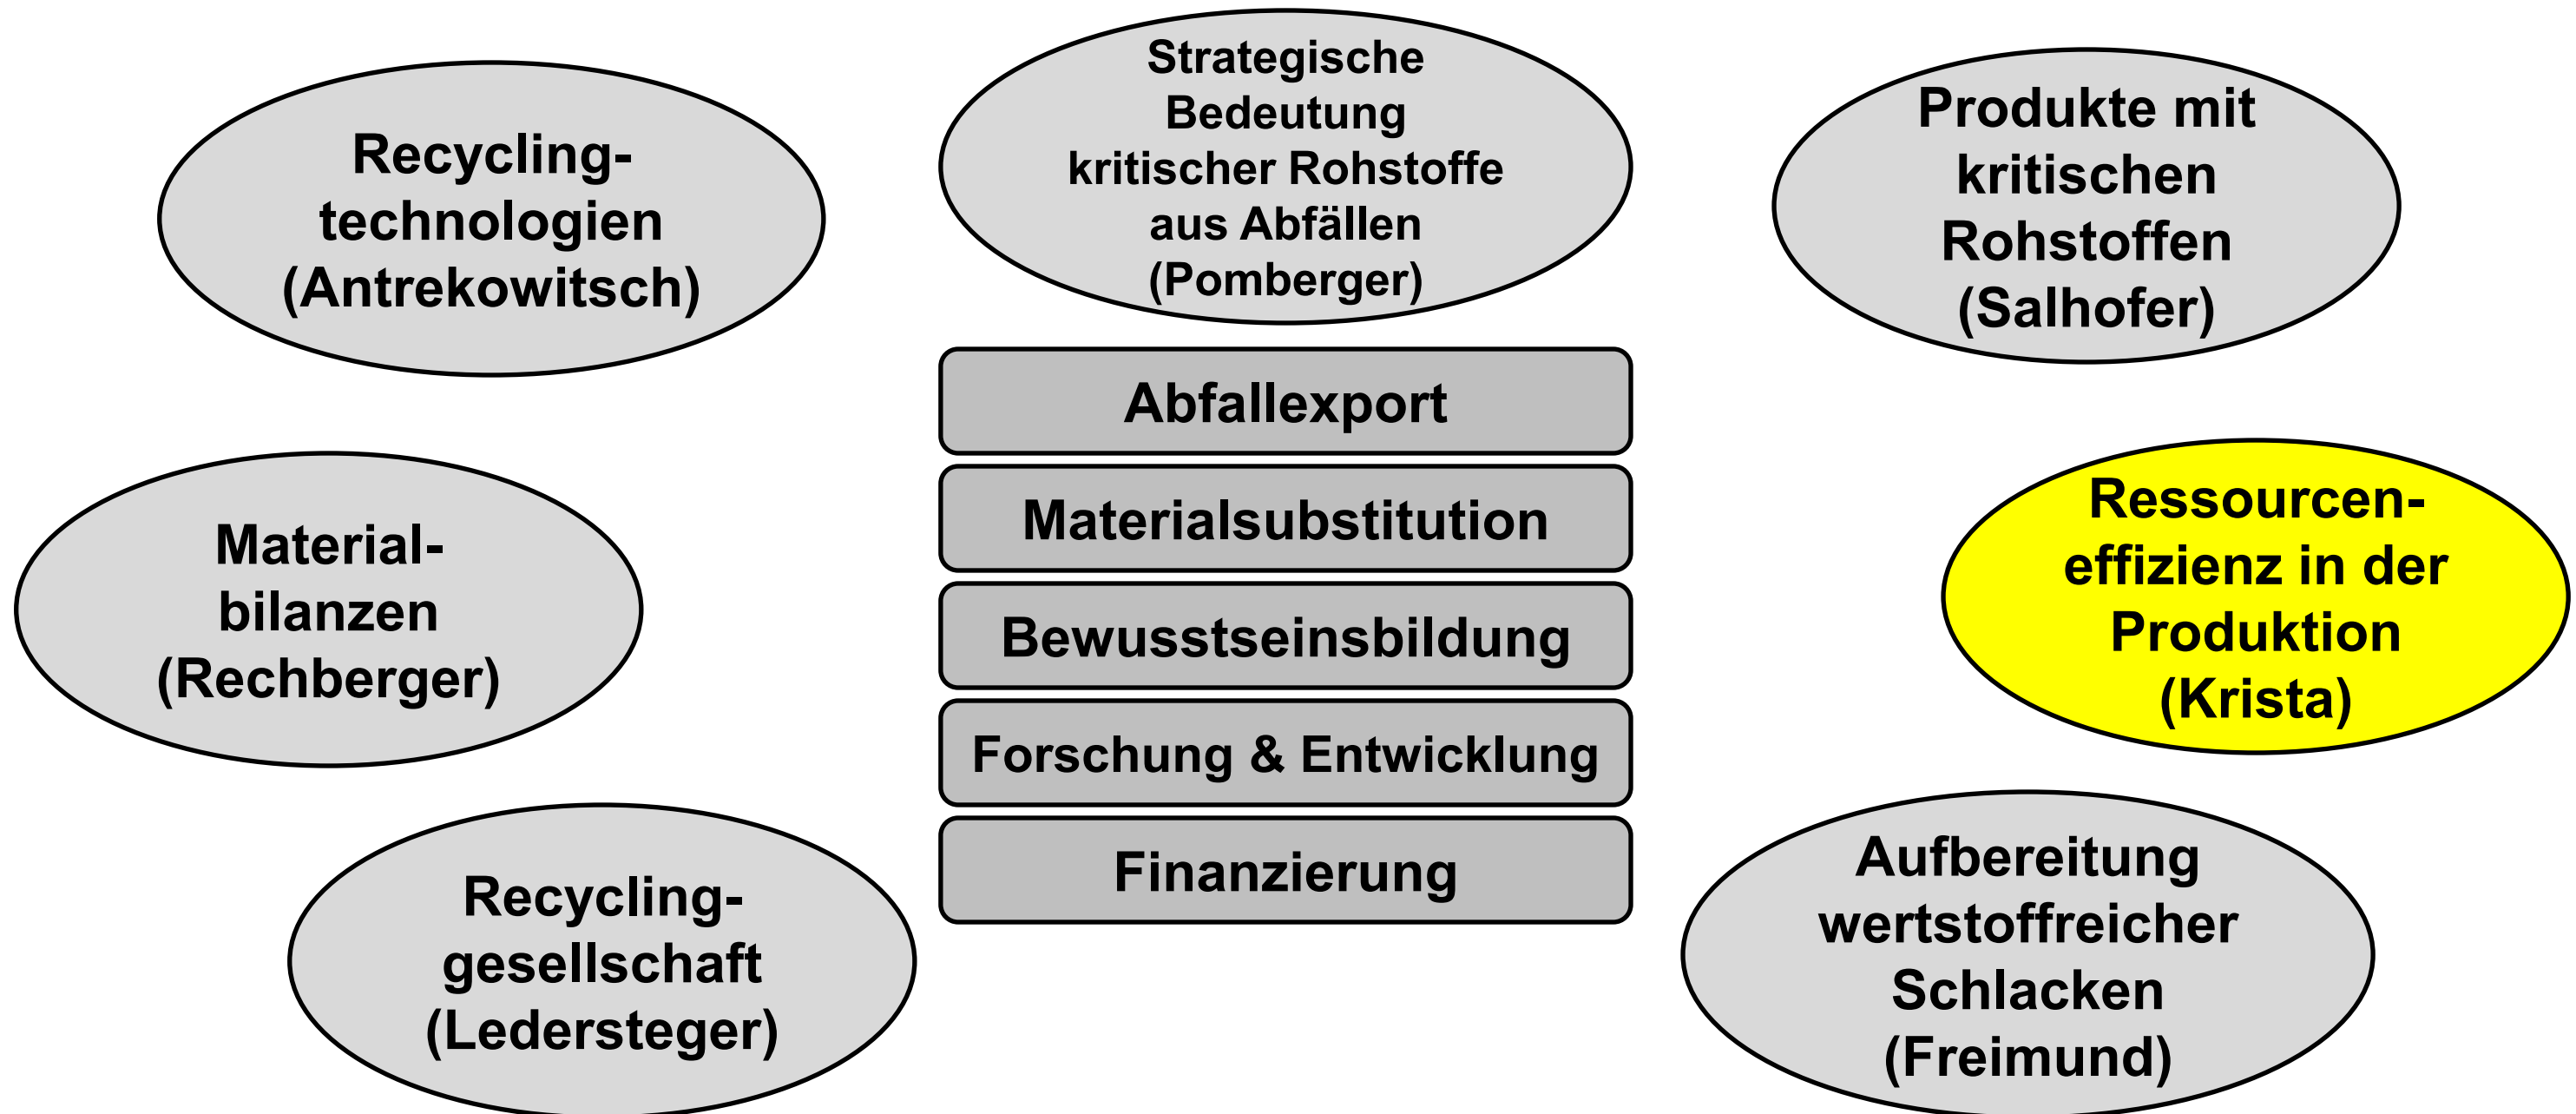 Strategische
Bedeutung
kritischer Rohstoffe
aus Abfällen
(Pomberger)
Recycling-
technologien
(Antrekowitsch)
Produkte mit
kritischen
Rohstoffen
(Salhofer)
Abfallexport
Materialsubstitution
Bewusstseinsbildung
Forschung & Entwicklung
Finanzierung
Material-
bilanzen
(Rechberger)
Ressourcen-
effizienz in der
Produktion
(Krista)
Recycling-
gesellschaft
(Ledersteger)
Aufbereitung
wertstoffreicher
Schlacken
(Freimund)